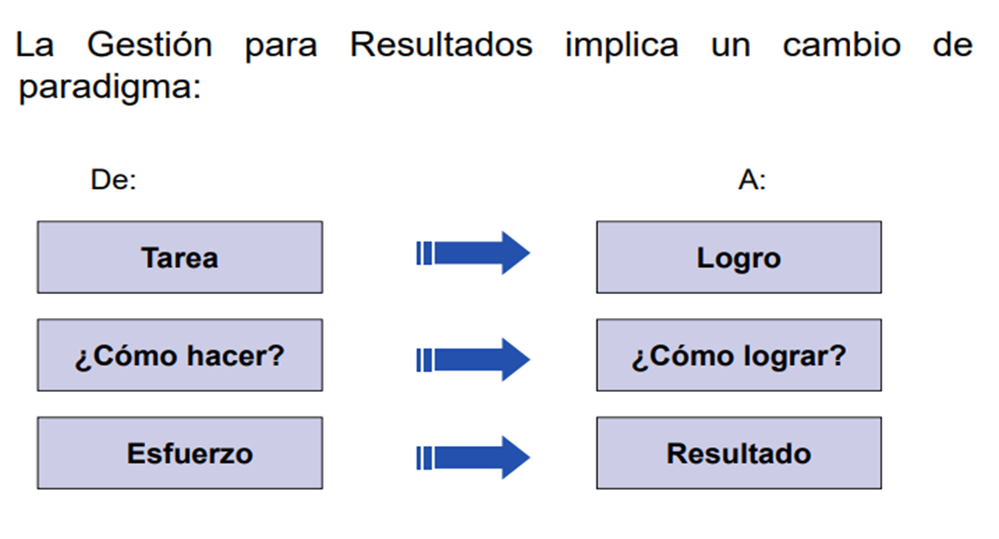 La Gestión para Resultados implica un cambio de
paradigma:
De:
A:
Tarea
Logro
¿Cómo hacer?
¿Cómo lograr?
Esfuerzo
Resultado